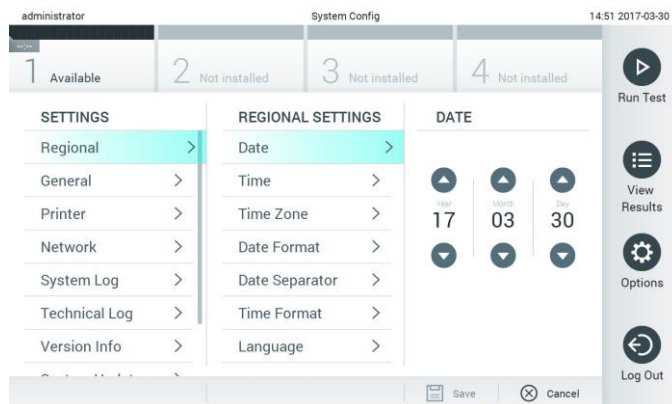 administrator System Config 14:51 2017-03-30
--:--
1 Available 2 Not installed 3 Not installed 4 Not installed
Run Test
SETTINGS REGIONAL SETTINGS DATE
Regional > Date >
General > Time >
Year Month Day
17 03 30
View
Results
Printer > Time Zone >
Network > Date Format >
System Log > Date Separator >
Options
Technical Log > Time Format >
Version Info > Language >
Log Out
Save Cancel